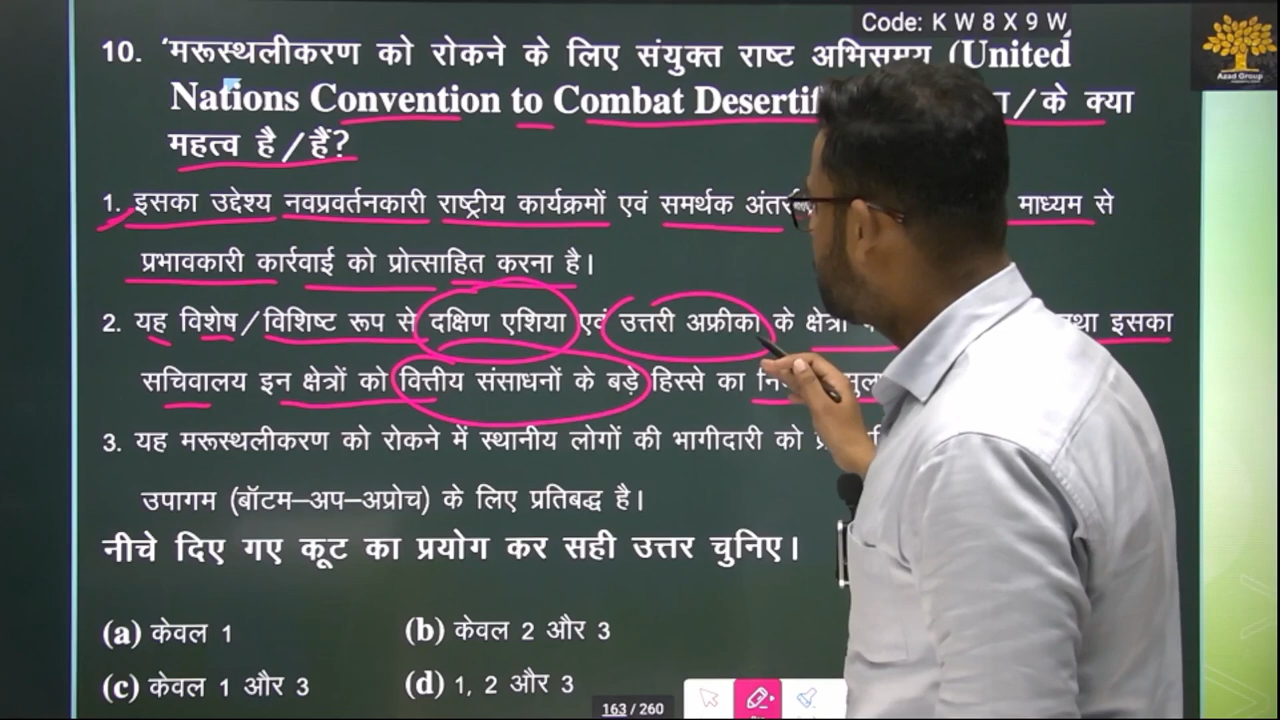 Code: K W 8 X 9 W
Azad Group
10. 'मरूस्थलीकरण को रोकने के लिए संयुक्त राष्ट अभिसमय (United
Nations Convention to Combat / के क्या
महत्व है / हैं?
1. इसका उद्देश्य नवप्रवर्तनकारी राष्ट्रीय कार्यक्रमों एवं समर्थक माध्यम से
प्रभावकारी कार्रवाई को प्रोत्साहित करना है।
2. यह विशेष / विशिष्ट रूप से दक्षिण एशिया एवं उत्तरी अफ्रीका के क्षेत्रों इसका
सचिवालय इन क्षेत्रों को वित्तीय संसाधनों के बड़े हिस्से का
3. यह मरूस्थलीकरण को रोकने में स्थानीय लोगों की भागीदारी को
उपागम (बॉटम–अप–अप्रोच) के लिए प्रतिबद्ध है।
नीचे दिए गए कूट का प्रयोग कर सही उत्तर चुनिए।
(a) केवल 1 (b) केवल 2 और 3
(c) केवल 1 और 3 (d) 1, 2 और 3
163 / 260